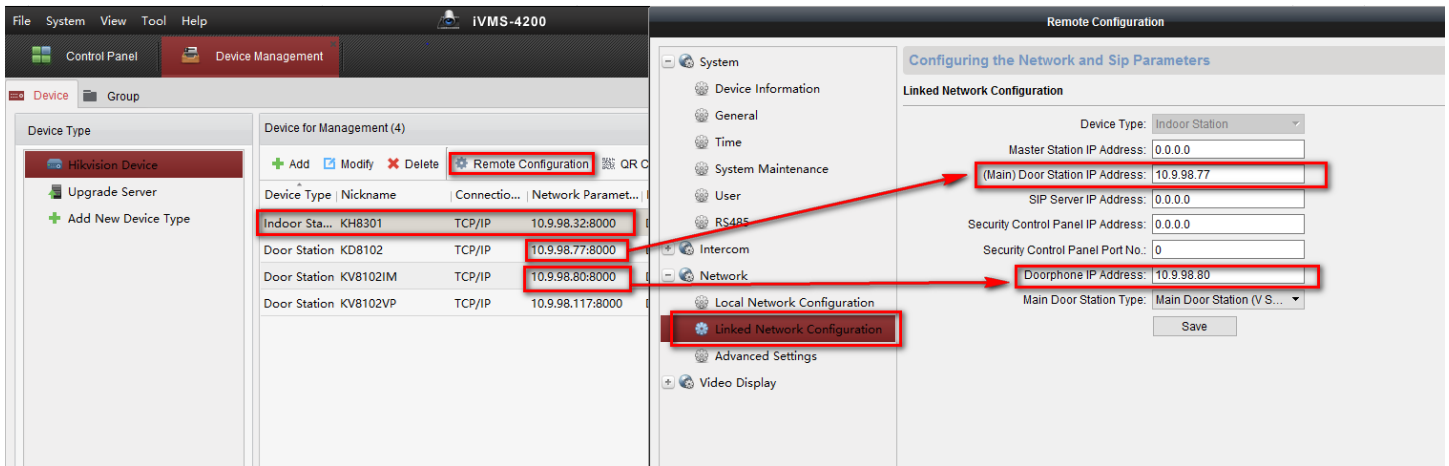 File System View Tool Help
iVMS-4200
Control Panel
Device Management
Device
Group
Device Type
Hikvision Device
Upgrade Server
Add New Device Type
Device for Management (4)
Add Modify Delete Remote Configuration QR C
Device Type Nickname Connectio... Network Paramet...
Indoor Sta... KH8301 TCP/IP 10.9.98.32:8000
Door Station KD8102 TCP/IP 10.9.98.77:8000
Door Station KV8102IM TCP/IP 10.9.98.80:8000
Door Station KV8102VP TCP/IP 10.9.98.117:8000
Remote Configuration
System
Device Information
General
Time
System Maintenance
User
RS485
Intercom
Network
Local Network Configuration
Linked Network Configuration
Advanced Settings
Video Display
Configuring the Network and Sip Parameters
Linked Network Configuration
Device Type: Indoor Station
Master Station IP Address: 0.0.0.0
(Main) Door Station IP Address: 10.9.98.77
SIP Server IP Address: 0.0.0.0
Security Control Panel IP Address: 0.0.0.0
Security Control Panel Port No.: 0
Doorphone IP Address: 10.9.98.80
Main Door Station Type: Main Door Station (V S...
Save